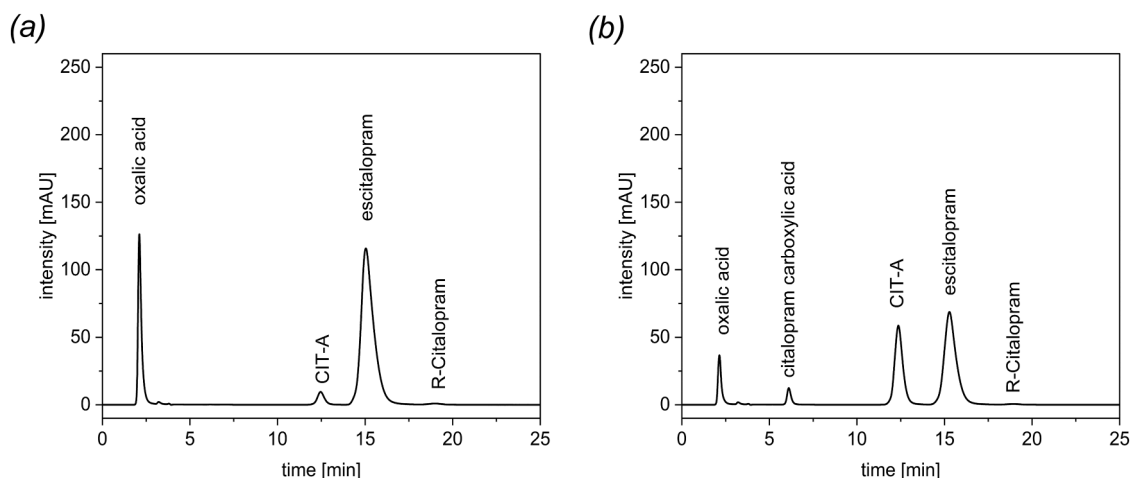 (a)
intensity [mAU]
250
200
150
100
50
0
oxalic acid
CIT-A
escitalopram
R-Citalopram
0
5
10
15
20
25
time [min]
(b)
intensity [mAU]
250
200
150
100
50
0
oxalic acid
citalopram carboxylic acid
CIT-A
escitalopram
R-Citalopram
0
5
10
15
20
25
time [min]